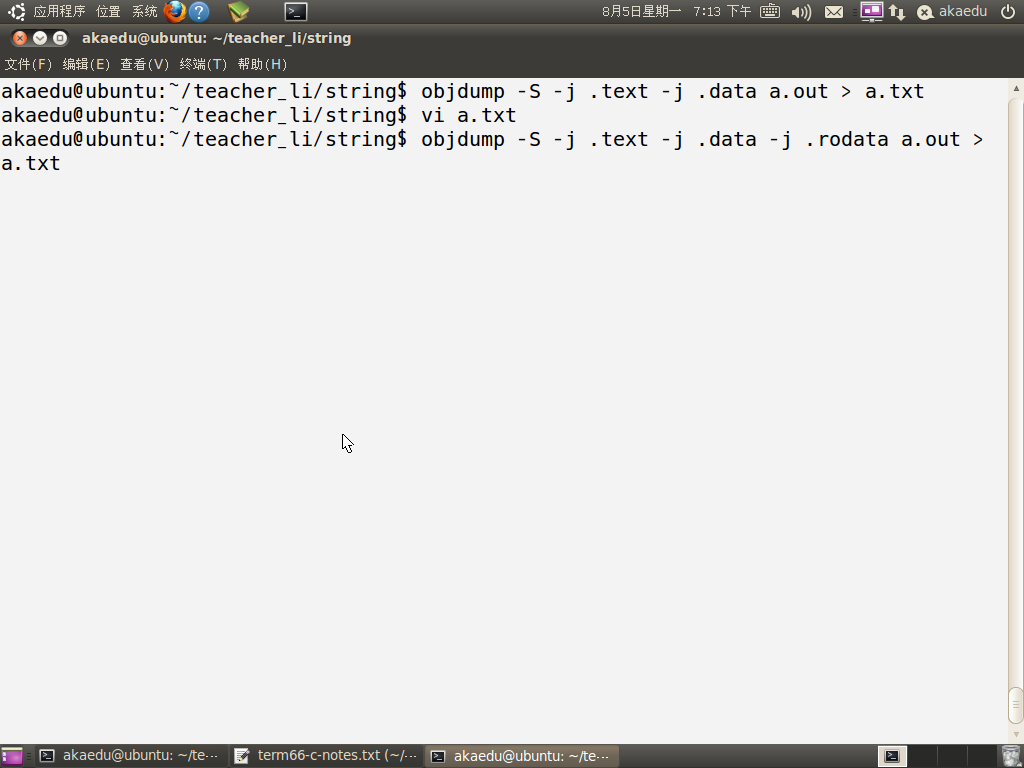 应用程序 位置 系统 8月5日星期一 7:13 下午 akaedu
akaedu@ubuntu: ~/teacher_li/string
文件(F) 编辑(E) 查看(V) 终端(T) 帮助(H)
akaedu@ubuntu:~/teacher_li/string$ objdump -S -j .text -j .data a.out > a.txt
akaedu@ubuntu:~/teacher_li/string$ vi a.txt
akaedu@ubuntu:~/teacher_li/string$ objdump -S -j .text -j .data -j .rodata a.out >
a.txt
akaedu@ubuntu: ~/te··· term66-c-notes.txt (~/··· akaedu@ubuntu: ~/te···